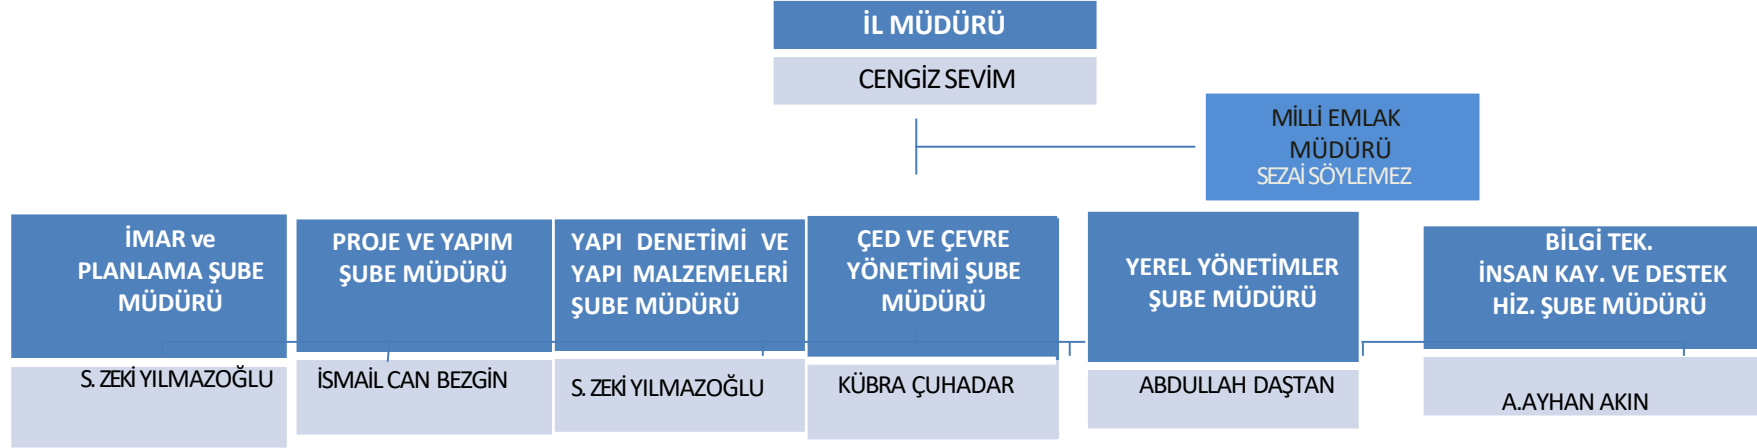 İL MÜDÜRÜ
CENGİZ SEVİM
MİLLİ EMLAK
MÜDÜRÜ
SEZAİ SÖYLEMEZ
İMAR ve
PLANLAMA ŞUBE
MÜDÜRÜ
S. ZEKİ YILMAZOĞLU
PROJE VE YAPIM
ŞUBE MÜDÜRÜ
İSMAİL CAN BEZGİN
YAPI DENETİMİ VE
YAPI MALZEMELERİ
ŞUBE MÜDÜRÜ
S. ZEKİ YILMAZOĞLU
ÇED VE ÇEVRE
YÖNETİMİ ŞUBE
MÜDÜRÜ
KÜBRA ÇUHADAR
YEREL YÖNETİMLER
ŞUBE MÜDÜRÜ
ABDULLAH DAŞTAN
BİLGİ TEK.
İNSAN KAY. VE DESTEK
HİZ. ŞUBE MÜDÜRÜ
A.AYHAN AKIN